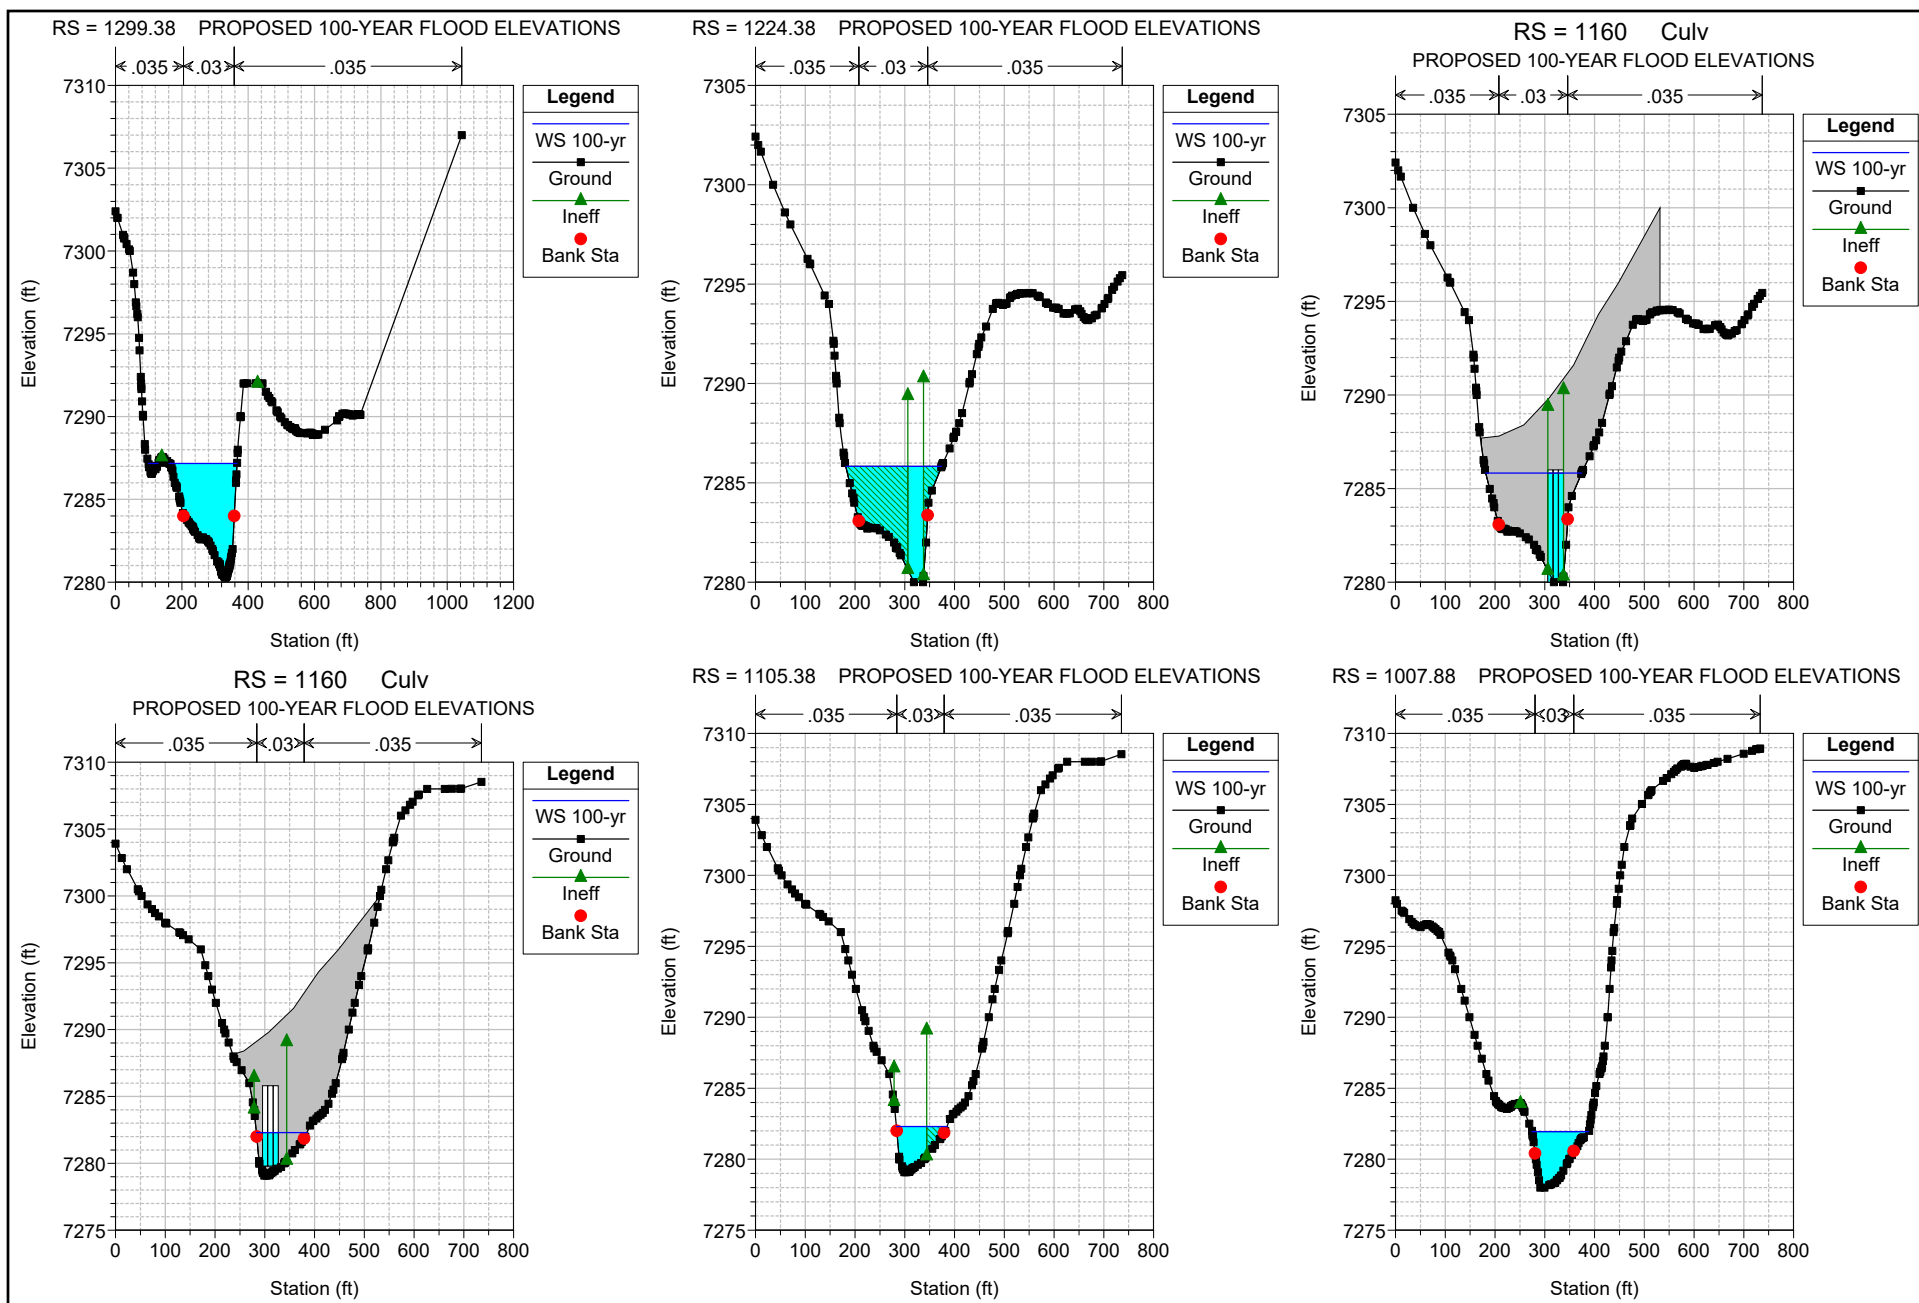 RS = 1299.38 PROPOSED 100-YEAR FLOOD ELEVATIONS
.035 .03 .035
7310
7305
7300
7295
7290
7285
7280
Elevation (ft)
0 200 400 600 800 1000 1200
Station (ft)
Legend
WS 100-yr
Ground
Ineff
Bank Sta
RS = 1224.38 PROPOSED 100-YEAR FLOOD ELEVATIONS
.035 .03 .035
7305
7300
7295
7290
7285
7280
Elevation (ft)
0 100 200 300 400 500 600 700 800
Station (ft)
Legend
WS 100-yr
Ground
Ineff
Bank Sta
RS = 1160 Culv
PROPOSED 100-YEAR FLOOD ELEVATIONS
.035 .03 .035
7305
7300
7295
7290
7285
7280
Elevation (ft)
0 100 200 300 400 500 600 700 800
Station (ft)
Legend
WS 100-yr
Ground
Ineff
Bank Sta
RS = 1160 Culv
PROPOSED 100-YEAR FLOOD ELEVATIONS
.035 .03 .035
7310
7305
7300
7295
7290
7285
7280
7275
Elevation (ft)
0 100 200 300 400 500 600 700 800
Station (ft)
Legend
WS 100-yr
Ground
Ineff
Bank Sta
RS = 1105.38 PROPOSED 100-YEAR FLOOD ELEVATIONS
.035 .03 .035
7310
7305
7300
7295
7290
7285
7280
7275
Elevation (ft)
0 100 200 300 400 500 600 700 800
Station (ft)
Legend
WS 100-yr
Ground
Ineff
Bank Sta
RS = 1007.88 PROPOSED 100-YEAR FLOOD ELEVATIONS
.035 .03 .035
7310
7305
7300
7295
7290
7285
7280
7275
Elevation (ft)
0 100 200 300 400 500 600 700 800
Station (ft)
Legend
WS 100-yr
Ground
Ineff
Bank Sta